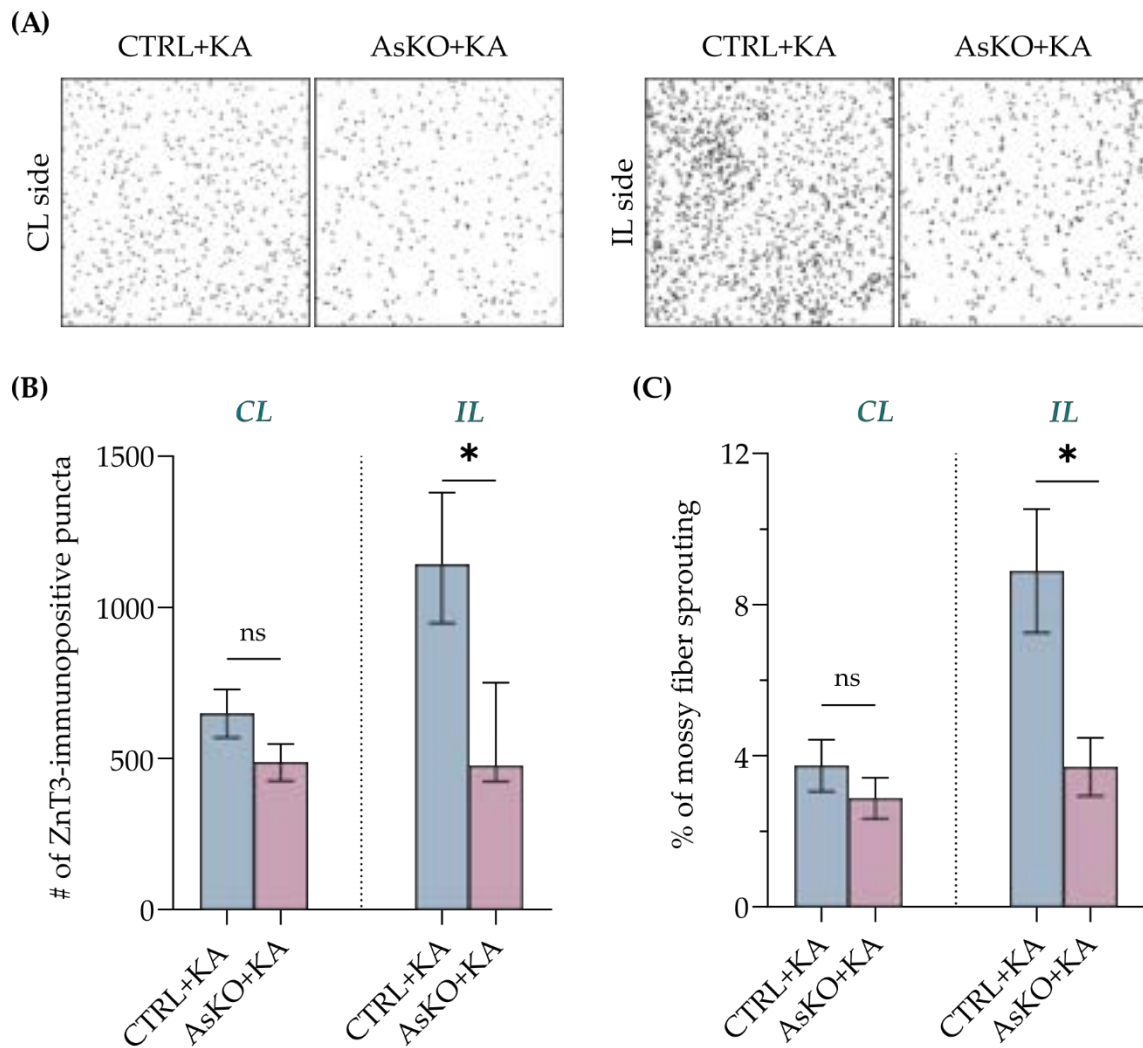 (A)
CTRL+KA AsKO+KA CTRL+KA AsKO+KA
CL side
IL side
(B)
CL IL
# of ZnT3-immunopositive puncta
1500
1000
500
0
ns
*
CTRL+KA
AsKO+KA
CTRL+KA
AsKO+KA
(C)
CL IL
% of mossy fiber sprouting
12
8
4
0
ns
*
CTRL+KA
AsKO+KA
CTRL+KA
AsKO+KA